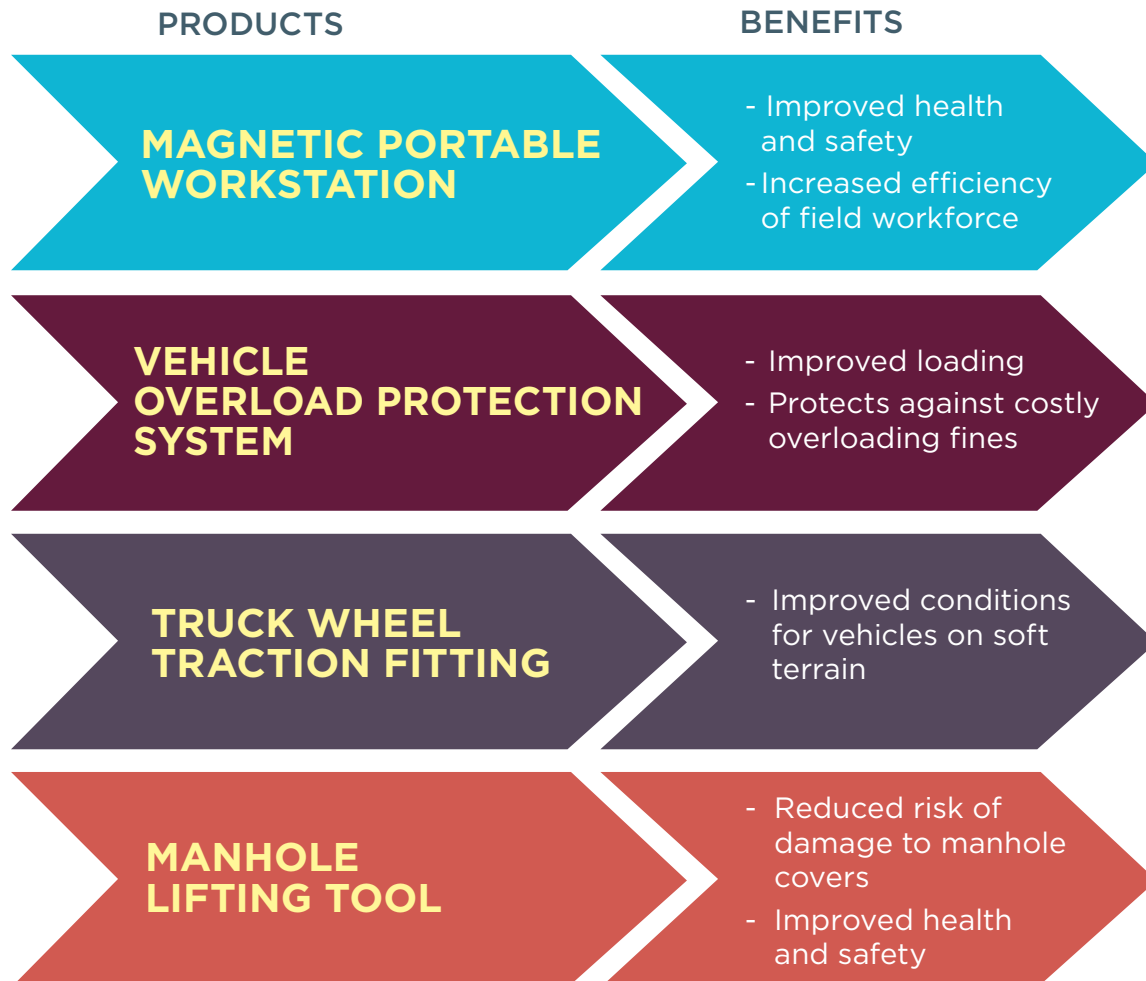 PRODUCTS
BENEFITS
MAGNETIC PORTABLE
WORKSTATION
- Improved health
and safety
- Increased efficiency
of field workforce
VEHICLE
OVERLOAD PROTECTION
SYSTEM
- Improved loading
- Protects against costly
overloading fines
TRUCK WHEEL
TRACTION FITTING
- Improved conditions
for vehicles on soft
terrain
MANHOLE
LIFTING TOOL
- Reduced risk of
damage to manhole
covers
- Improved health
and safety